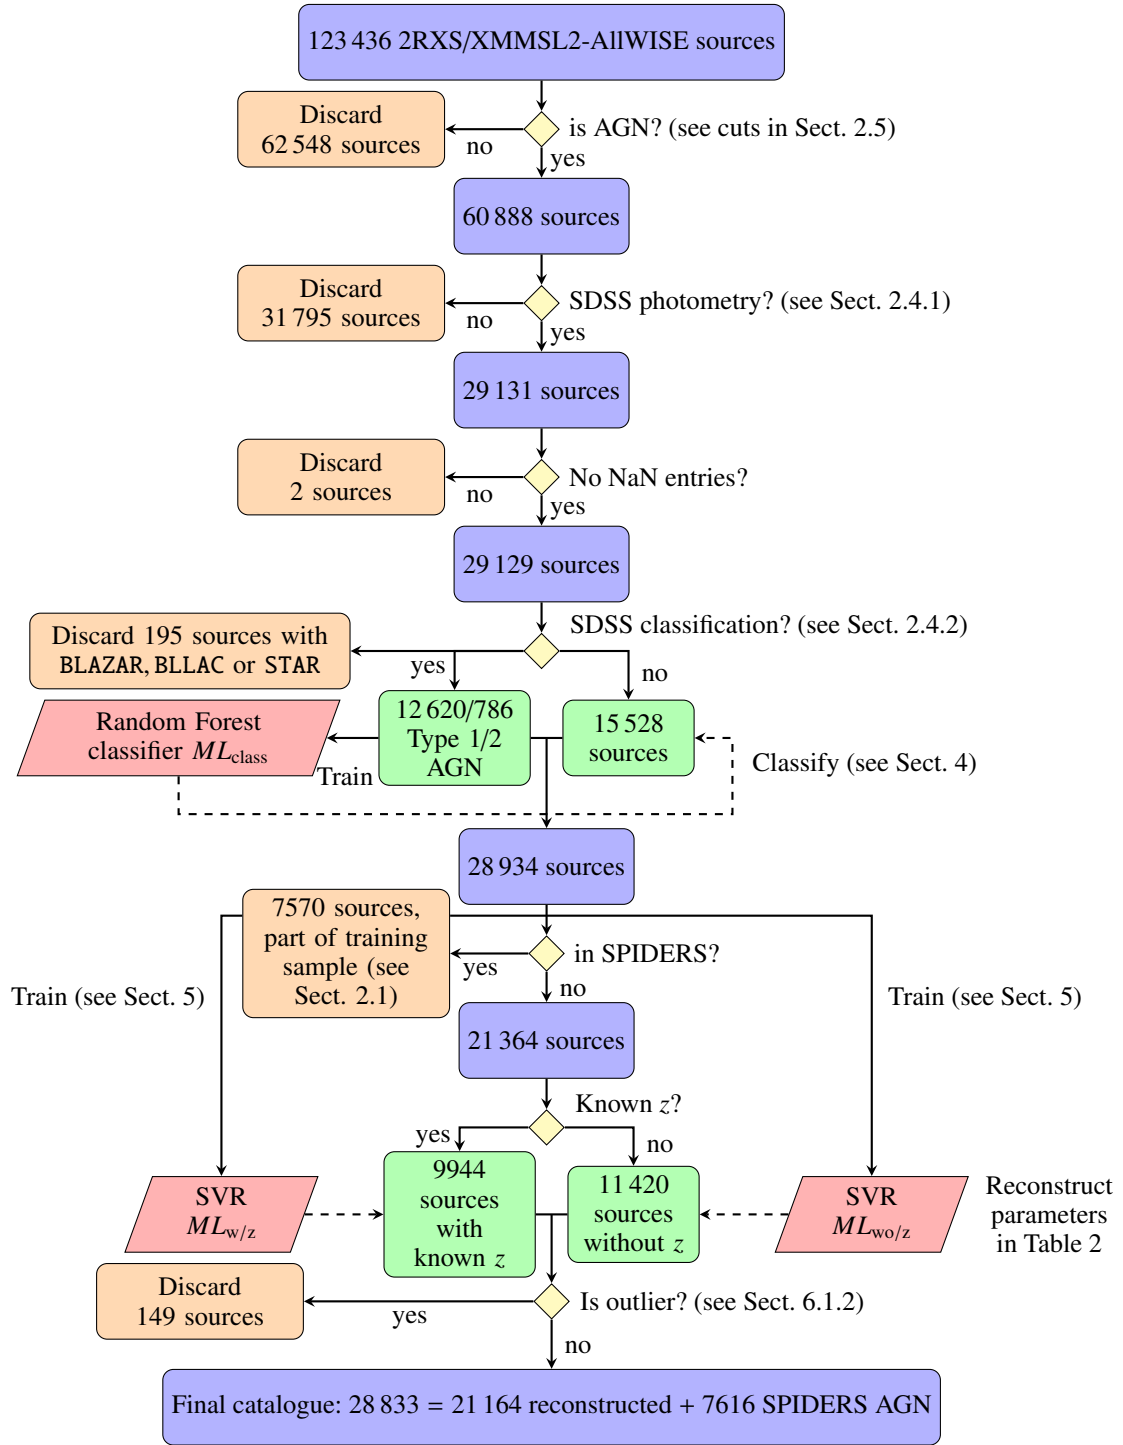 123 436 2RXS/XMMSL2-AllWISE sources
Discard
62 548 sources
no
is AGN? (see cuts in Sect. 2.5)
yes
60 888 sources
Discard
31 795 sources
no
SDSS photometry? (see Sect. 2.4.1)
yes
29 131 sources
Discard
2 sources
no
No NaN entries?
yes
29 129 sources
SDSS classification? (see Sect. 2.4.2)
Discard 195 sources with
BLAZAR, BLLAC or STAR
yes
no
Random Forest
classifier MLclass
Train
12 620/786
Type 1/2
AGN
15 528
sources
Classify (see Sect. 4)
28 934 sources
7570 sources,
part of training
sample (see
Sect. 2.1)
yes
in SPIDERS?
no
Train (see Sect. 5)
Train (see Sect. 5)
21 364 sources
Known z?
yes
no
SVR
MLw/z
9944
sources
with
known z
11 420
sources
without z
SVR
MLwo/z
Reconstruct
parameters
in Table 2
Discard
149 sources
yes
Is outlier? (see Sect. 6.1.2)
no
Final catalogue: 28 833 = 21 164 reconstructed + 7616 SPIDERS AGN